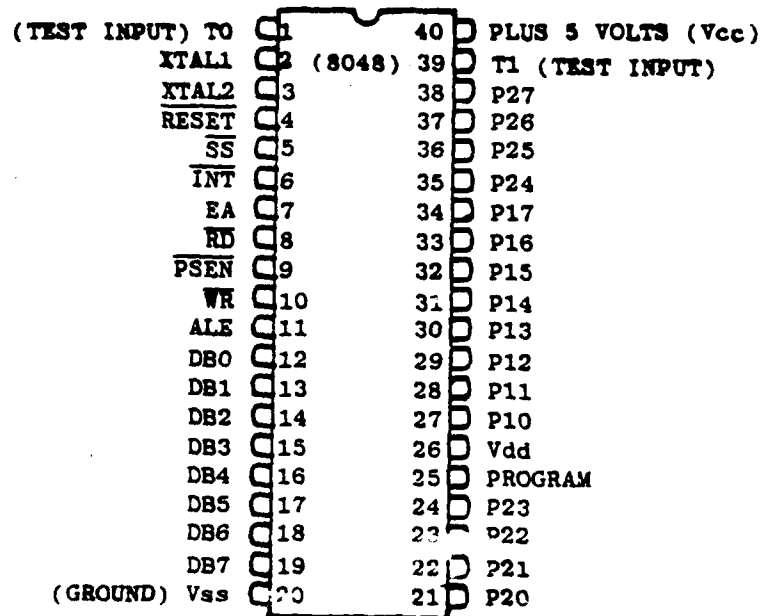 (TEST INPUT) T0 1 40 PLUS 5 VOLTS (Vcc)
XTAL1 2 (8048) 39 T1 (TEST INPUT)
XTAL2 3 38 P27
RESET 4 37 P26
SS 5 36 P25
INT 6 35 P24
EA 7 34 P17
RD 8 33 P16
PSEN 9 32 P15
WR 10 31 P14
ALE 11 30 P13
DB0 12 29 P12
DB1 13 28 P11
DB2 14 27 P10
DB3 15 26 Vdd
DB4 16 25 PROGRAM
DB5 17 24 P23
DB6 18 23 P22
DB7 19 22 P21
(GROUND) Vss 20 21 P20